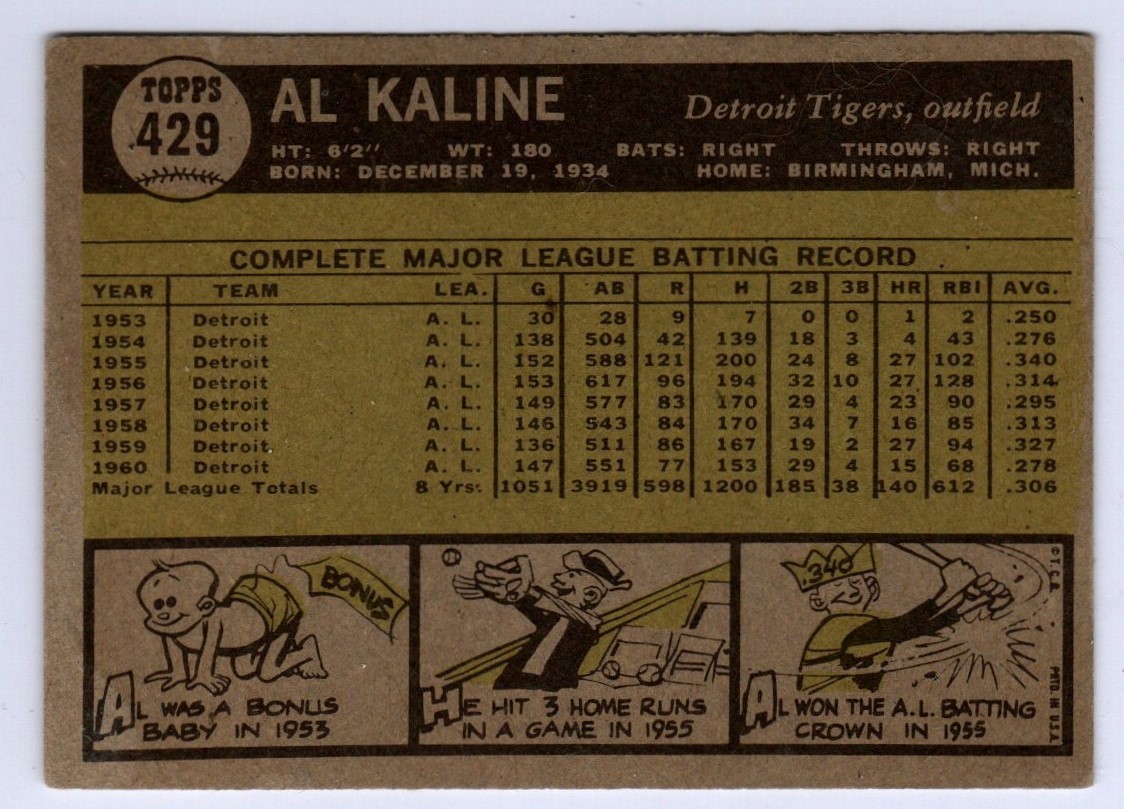 TOPPS
429
AL KALINE
Detroit Tigers, outfield
HT: 6'2" WT: 180 BATS: RIGHT THROWS: RIGHT
BORN: DECEMBER 19, 1934 HOME: BIRMINGHAM, MICH.
COMPLETE MAJOR LEAGUE BATTING RECORD
YEAR TEAM LEA. G AB R H 2B 3B HR RBI AVG.
1953 Detroit A. L. 30 28 9 7 0 0 1 2 .250
1954 Detroit A. L. 138 504 42 139 18 3 4 43 .276
1955 Detroit A. L. 152 588 121 200 24 8 27 102 .340
1956 Detroit A. L. 153 617 96 194 32 10 27 128 .314
1957 Detroit A. L. 149 577 83 170 29 4 23 90 .295
1958 Detroit A. L. 146 543 84 170 34 7 16 85 .313
1959 Detroit A. L. 136 511 86 167 19 2 27 94 .327
1960 Detroit A. L. 147 551 77 153 29 4 15 68 .278
Major League Totals 8 Yrs. 1051 3919 598 1200 185 38 140 612 .306
BONUS
AL WAS A BONUS
BABY IN 1953
HE HIT 3 HOME RUNS
IN A GAME IN 1955
.340
AL WON THE A.L. BATTING
CROWN IN 1955
© T.C.G.
PRTD. IN U.S.A.